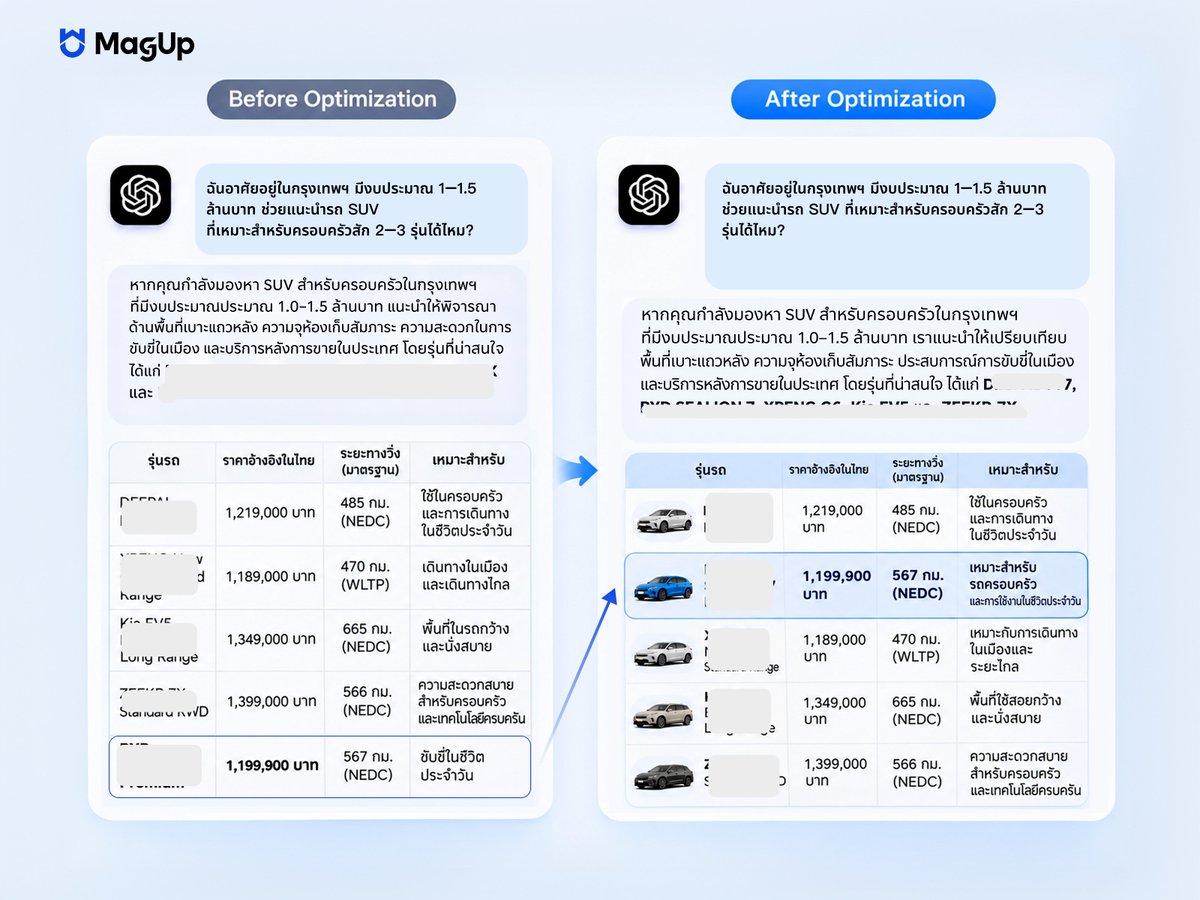 MagUp
Before Optimization
ฉันอาศัยอยู่ในกรุงเทพฯ มีงบประมาณ 1—1.5
ล้านบาท ช่วยแนะนำรถ SUV
ที่เหมาะสำหรับครอบครัวสัก 2—3 รุ่นได้ไหม?
หากคุณกำลังมองหา SUV สำหรับครอบครัวในกรุงเทพฯ
ที่มีงบประมาณประมาณ 1.0–1.5 ล้านบาท แนะนำให้พิจารณา
ด้านพื้นที่เบาะแถวหลัง ความจุห้องเก็บสัมภาระ ความสะดวกในการ
ขับขี่ในเมือง และบริการหลังการขายในประเทศ โดยรุ่นที่น่าสนใจ
ได้แก่
และ
รุ่นรถ ราคาอ้างอิงในไทย ระยะทางวิ่ง เหมาะสำหรับ
(มาตรฐาน)
1,219,000 บาท 485 กม. ใช้ในครอบครัว
(NEDC) และการเดินทาง
ในชีวิตประจำวัน
1,189,000 บาท 470 กม. เดินทางในเมือง
(WLTP) และเดินทางไกล
Range
Kia EV5 1,349,000 บาท 665 กม. พื้นที่ในรถกว้าง
Long Range (NEDC) และนั่งสบาย
1,399,000 บาท 566 กม. ความสะดวกสบาย
Standard RWD (NEDC) สำหรับครอบครัว
และเทคโนโลยีครบครัน
1,199,900 บาท 567 กม. ขับขี่ในชีวิต
(NEDC) ประจำวัน
After Optimization
ฉันอาศัยอยู่ในกรุงเทพฯ มีงบประมาณ 1—1.5 ล้านบาท
ช่วยแนะนำรถ SUV ที่เหมาะสำหรับครอบครัวสัก 2—3
รุ่นได้ไหม?
หากคุณกำลังมองหา SUV สำหรับครอบครัวในกรุงเทพฯ
ที่มีงบประมาณประมาณ 1.0–1.5 ล้านบาท เราแนะนำให้เปรียบเทียบ
พื้นที่เบาะแถวหลัง ความจุห้องเก็บสัมภาระ ประสบการณ์การขับขี่ในเมือง
และบริการหลังการขายในประเทศ โดยรุ่นที่น่าสนใจ ได้แก่
รุ่นรถ ราคาอ้างอิงในไทย ระยะทางวิ่ง เหมาะสำหรับ
(มาตรฐาน)
1,219,000 485 กม. ใช้ในครอบครัว
บาท (NEDC) และการเดินทาง
ในชีวิตประจำวัน
1,199,900 567 กม. เหมาะสำหรับ
บาท (NEDC) รถครอบครัว
และการใช้งานในชีวิตประจำวัน
1,189,000 470 กม. เหมาะกับการเดินทาง
บาท (WLTP) ในเมืองและ
Standard Range ระยะไกล
1,349,000 665 กม. พื้นที่ใช้สอยกว้าง
บาท (NEDC) และนั่งสบาย
1,399,000 566 กม. ความสะดวกสบาย
บาท (NEDC) สำหรับครอบครัว
และเทคโนโลยีครบครัน